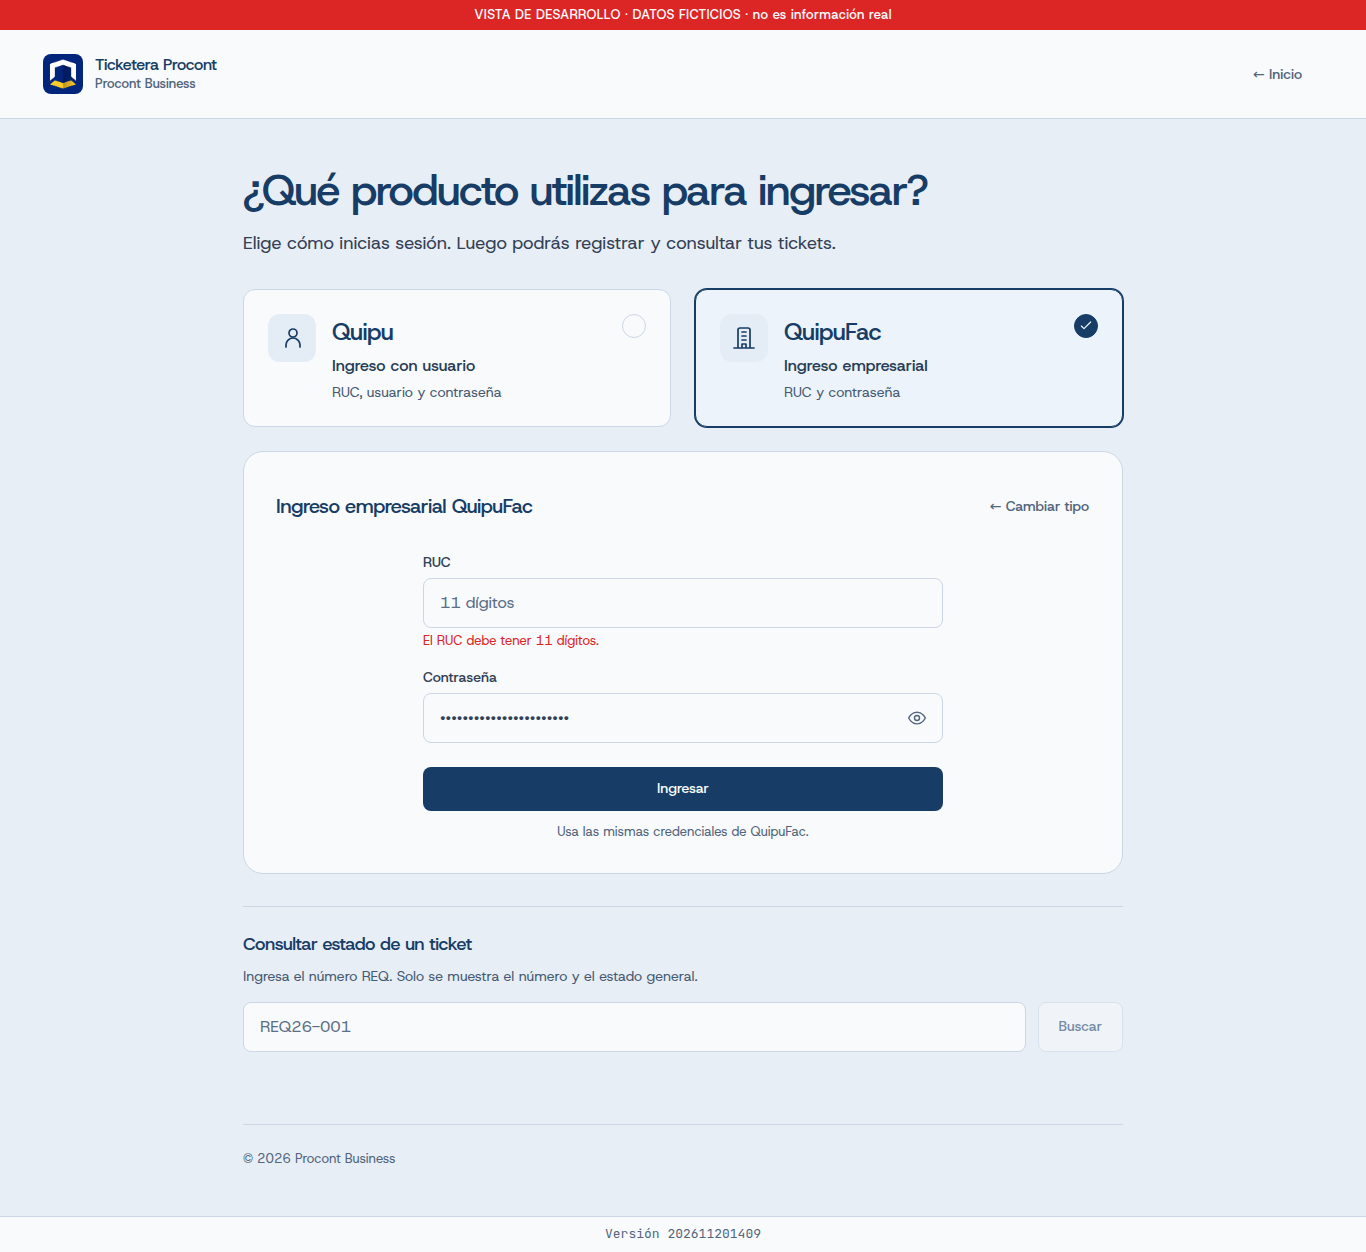 VISTA DE DESARROLLO · DATOS FICTICIOS · no es información real
Ticketera Procont
Procont Business
← Inicio
¿Qué producto utilizas para ingresar?
Elige cómo inicias sesión. Luego podrás registrar y consultar tus tickets.
Quipu
Ingreso con usuario
RUC, usuario y contraseña
QuipuFac
Ingreso empresarial
RUC y contraseña
Ingreso empresarial QuipuFac
← Cambiar tipo
RUC
11 dígitos
El RUC debe tener 11 dígitos.
Contraseña
•••••••••••••••••••••••
Ingresar
Usa las mismas credenciales de QuipuFac.
Consultar estado de un ticket
Ingresa el número REQ. Solo se muestra el número y el estado general.
REQ26-001
Buscar
© 2026 Procont Business
Versión 202611201409